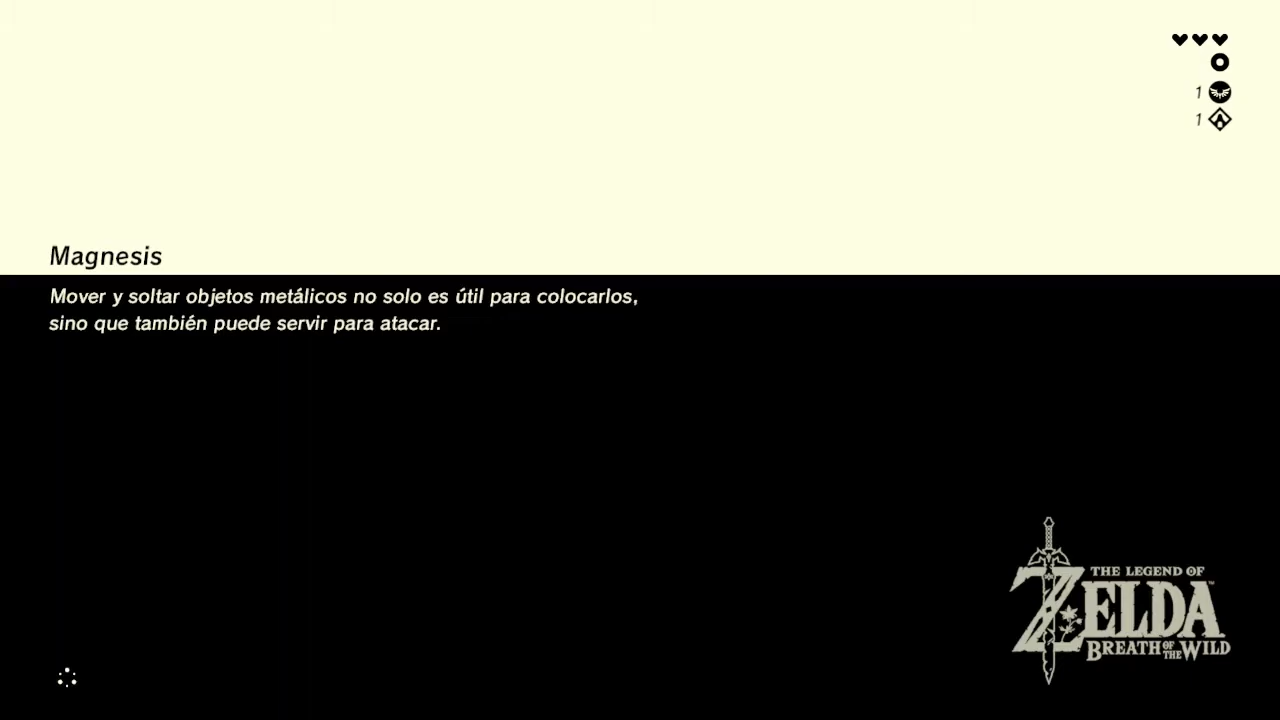 1
1
Magnesis
Mover y soltar objetos metálicos no solo es útil para colocarlos,
sino que también puede servir para atacar.
THE LEGEND OF
ZELDA
BREATH OF THE WILD